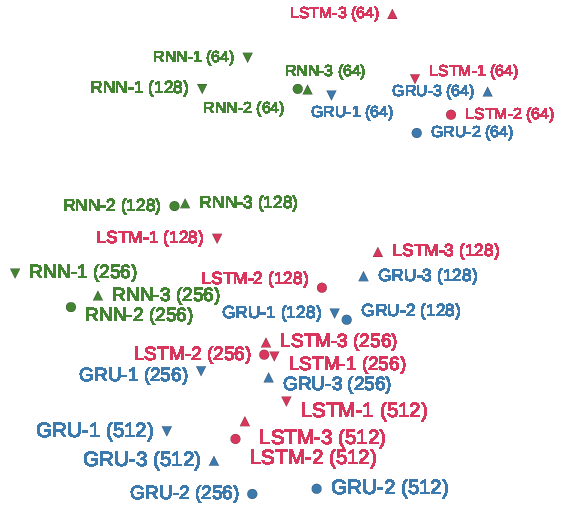 LSTM-3 (64)
RNN-1 (64)
RNN-3 (64)
LSTM-1 (64)
RNN-1 (128)
GRU-3 (64)
RNN-2 (64)
GRU-1 (64)
LSTM-2 (64)
GRU-2 (64)
RNN-2 (128)
RNN-3 (128)
LSTM-1 (128)
LSTM-3 (128)
RNN-1 (256)
LSTM-2 (128)
GRU-3 (128)
RNN-3 (256)
RNN-2 (256)
GRU-1 (128)
GRU-2 (128)
LSTM-3 (256)
LSTM-2 (256)
LSTM-1 (256)
GRU-1 (256)
GRU-3 (256)
LSTM-1 (512)
GRU-1 (512)
LSTM-3 (512)
GRU-3 (512)
LSTM-2 (512)
GRU-2 (256)
GRU-2 (512)